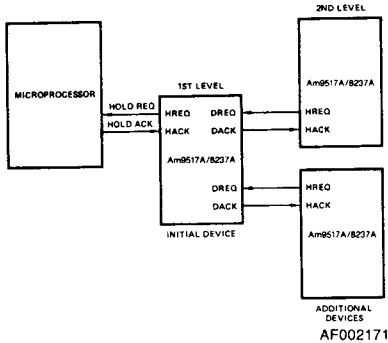 2ND LEVEL
MICROPROCESSOR
HOLD REQ
HOLD ACK
1ST LEVEL
HREQ DREQ
HACK DACK
Am9517A/8237A
DREQ
DACK
INITIAL DEVICE
HREQ
HACK
Am9517A/8237A
HREQ
HACK
Am9517A/8237A
ADDITIONAL
DEVICES
AF002171